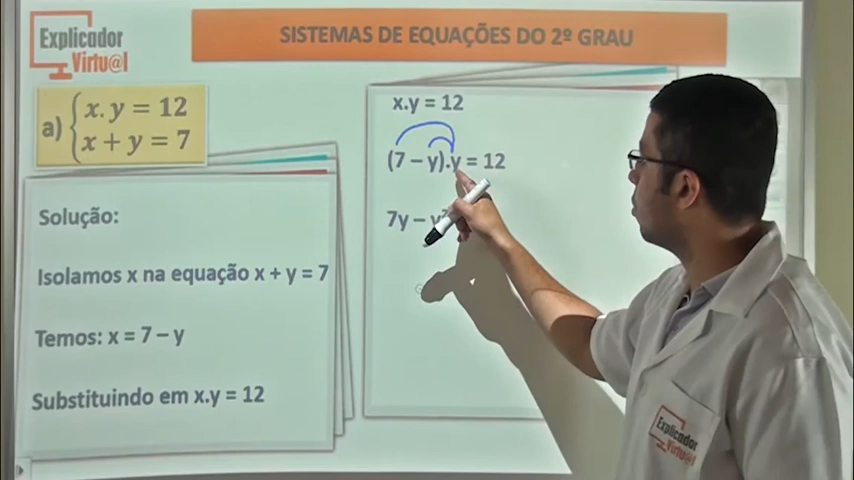 Explicador
Virtu@l
SISTEMAS DE EQUAÇÕES DO 2º GRAU
a) { x. y = 12
x + y = 7
Solução:
Isolamos x na equação x + y = 7
Temos: x = 7 – y
Substituindo em x.y = 12
x.y = 12
(7 – y).y = 12
7y – y²
Explicador
Virtu@l